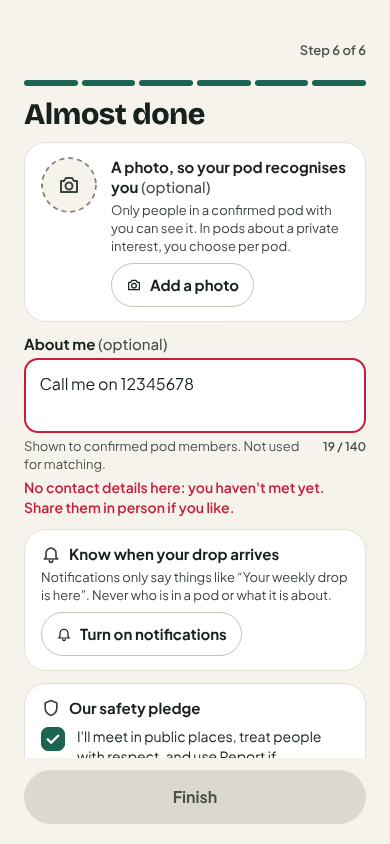 Step 6 of 6
Almost done
A photo, so your pod recognises
you (optional)
Only people in a confirmed pod with
you can see it. In pods about a private
interest, you choose per pod.
Add a photo
About me (optional)
Call me on 12345678
Shown to confirmed pod members. Not used
for matching.
19 / 140
No contact details here: you haven't met yet.
Share them in person if you like.
Know when your drop arrives
Notifications only say things like “Your weekly drop
is here”. Never who is in a pod or what it is about.
Turn on notifications
Our safety pledge
I'll meet in public places, treat people
with respect, and use Report if
Finish